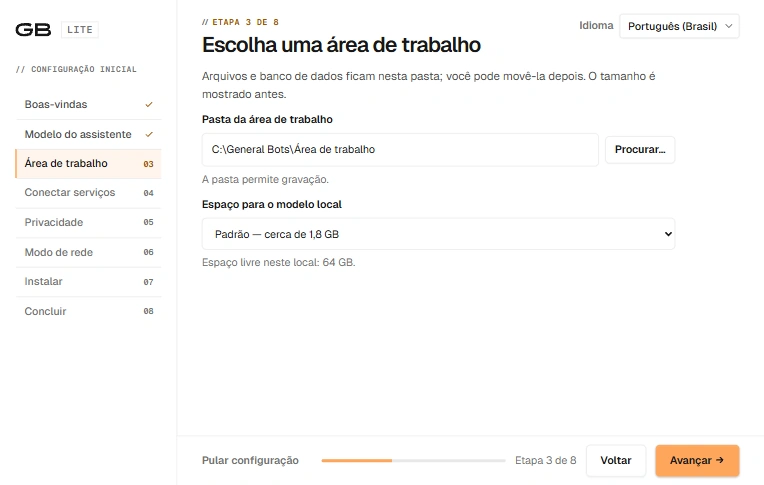 GB LITE
// CONFIGURAÇÃO INICIAL
Boas-vindas ✓
Modelo do assistente ✓
Área de trabalho 03
Conectar serviços 04
Privacidade 05
Modo de rede 06
Instalar 07
Concluir 08
// ETAPA 3 DE 8
Escolha uma área de trabalho
Idioma Português (Brasil)
Arquivos e banco de dados ficam nesta pasta; você pode movê-la depois. O tamanho é
mostrado antes.
Pasta da área de trabalho
C:\General Bots\Área de trabalho Procurar...
A pasta permite gravação.
Espaço para o modelo local
Padrão — cerca de 1,8 GB
Espaço livre neste local: 64 GB.
Pular configuração Etapa 3 de 8 Voltar Avançar →